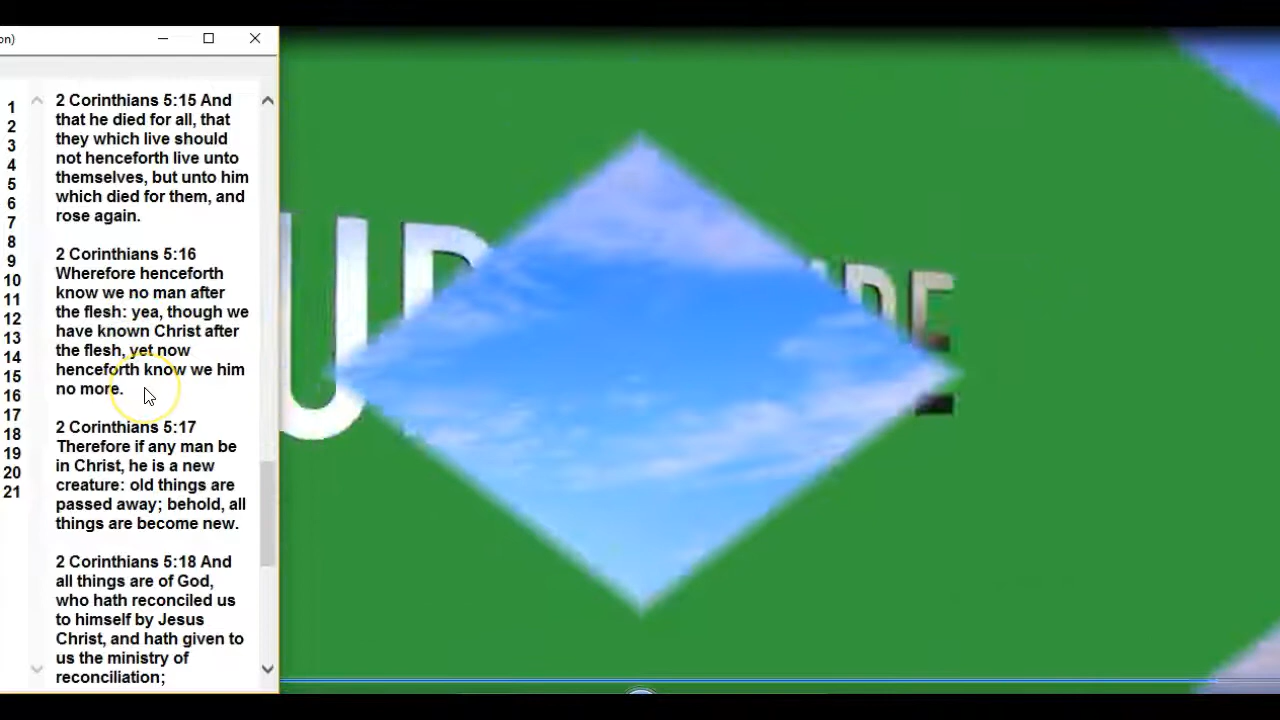 on)
1
2
3
4
5
6
7
8
9
10
11
12
13
14
15
16
17
18
19
20
21
2 Corinthians 5:15 And
that he died for all, that
they which live should
not henceforth live unto
themselves, but unto him
which died for them, and
rose again.
2 Corinthians 5:16
Wherefore henceforth
know we no man after
the flesh: yea, though we
have known Christ after
the flesh, yet now
henceforth know we him
no more.
2 Corinthians 5:17
Therefore if any man be
in Christ, he is a new
creature: old things are
passed away; behold, all
things are become new.
2 Corinthians 5:18 And
all things are of God,
who hath reconciled us
to himself by Jesus
Christ, and hath given to
us the ministry of
reconciliation;